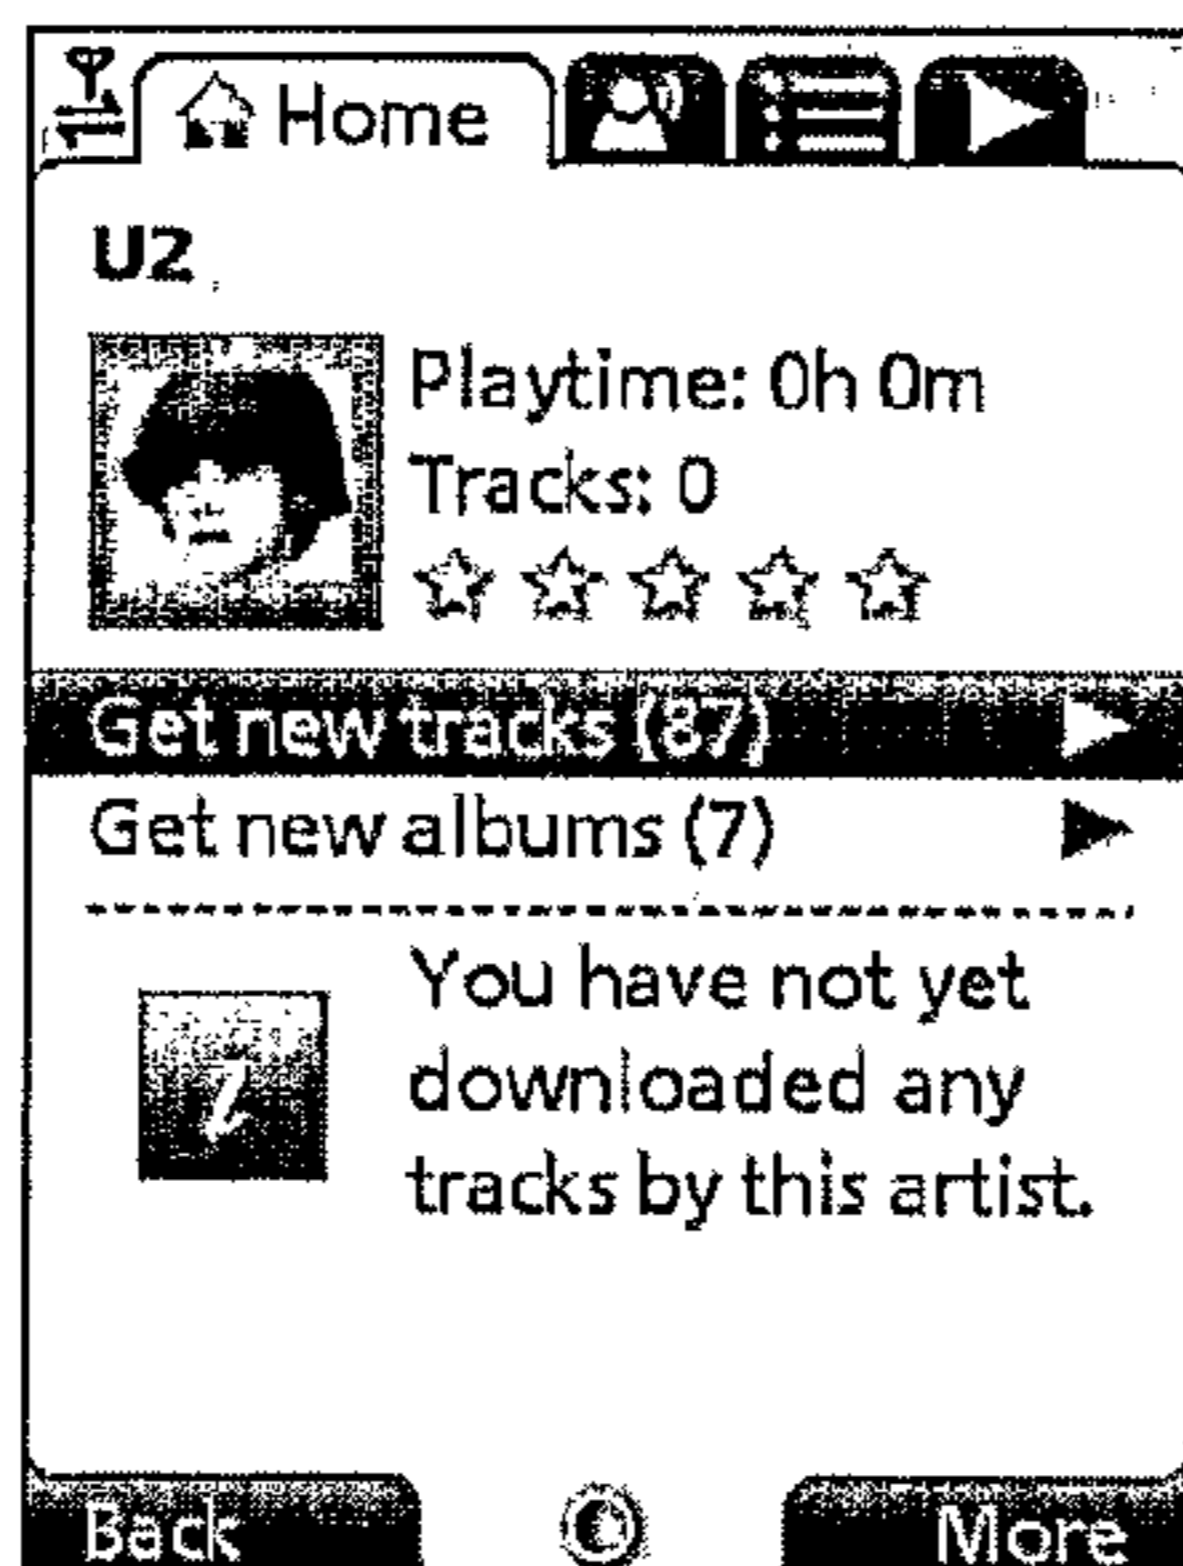 Home
U2
Playtime: 0h 0m
Tracks: 0
Get new tracks (87)
Get new albums (7)
You have not yet
downloaded any
tracks by this artist.
Back
More